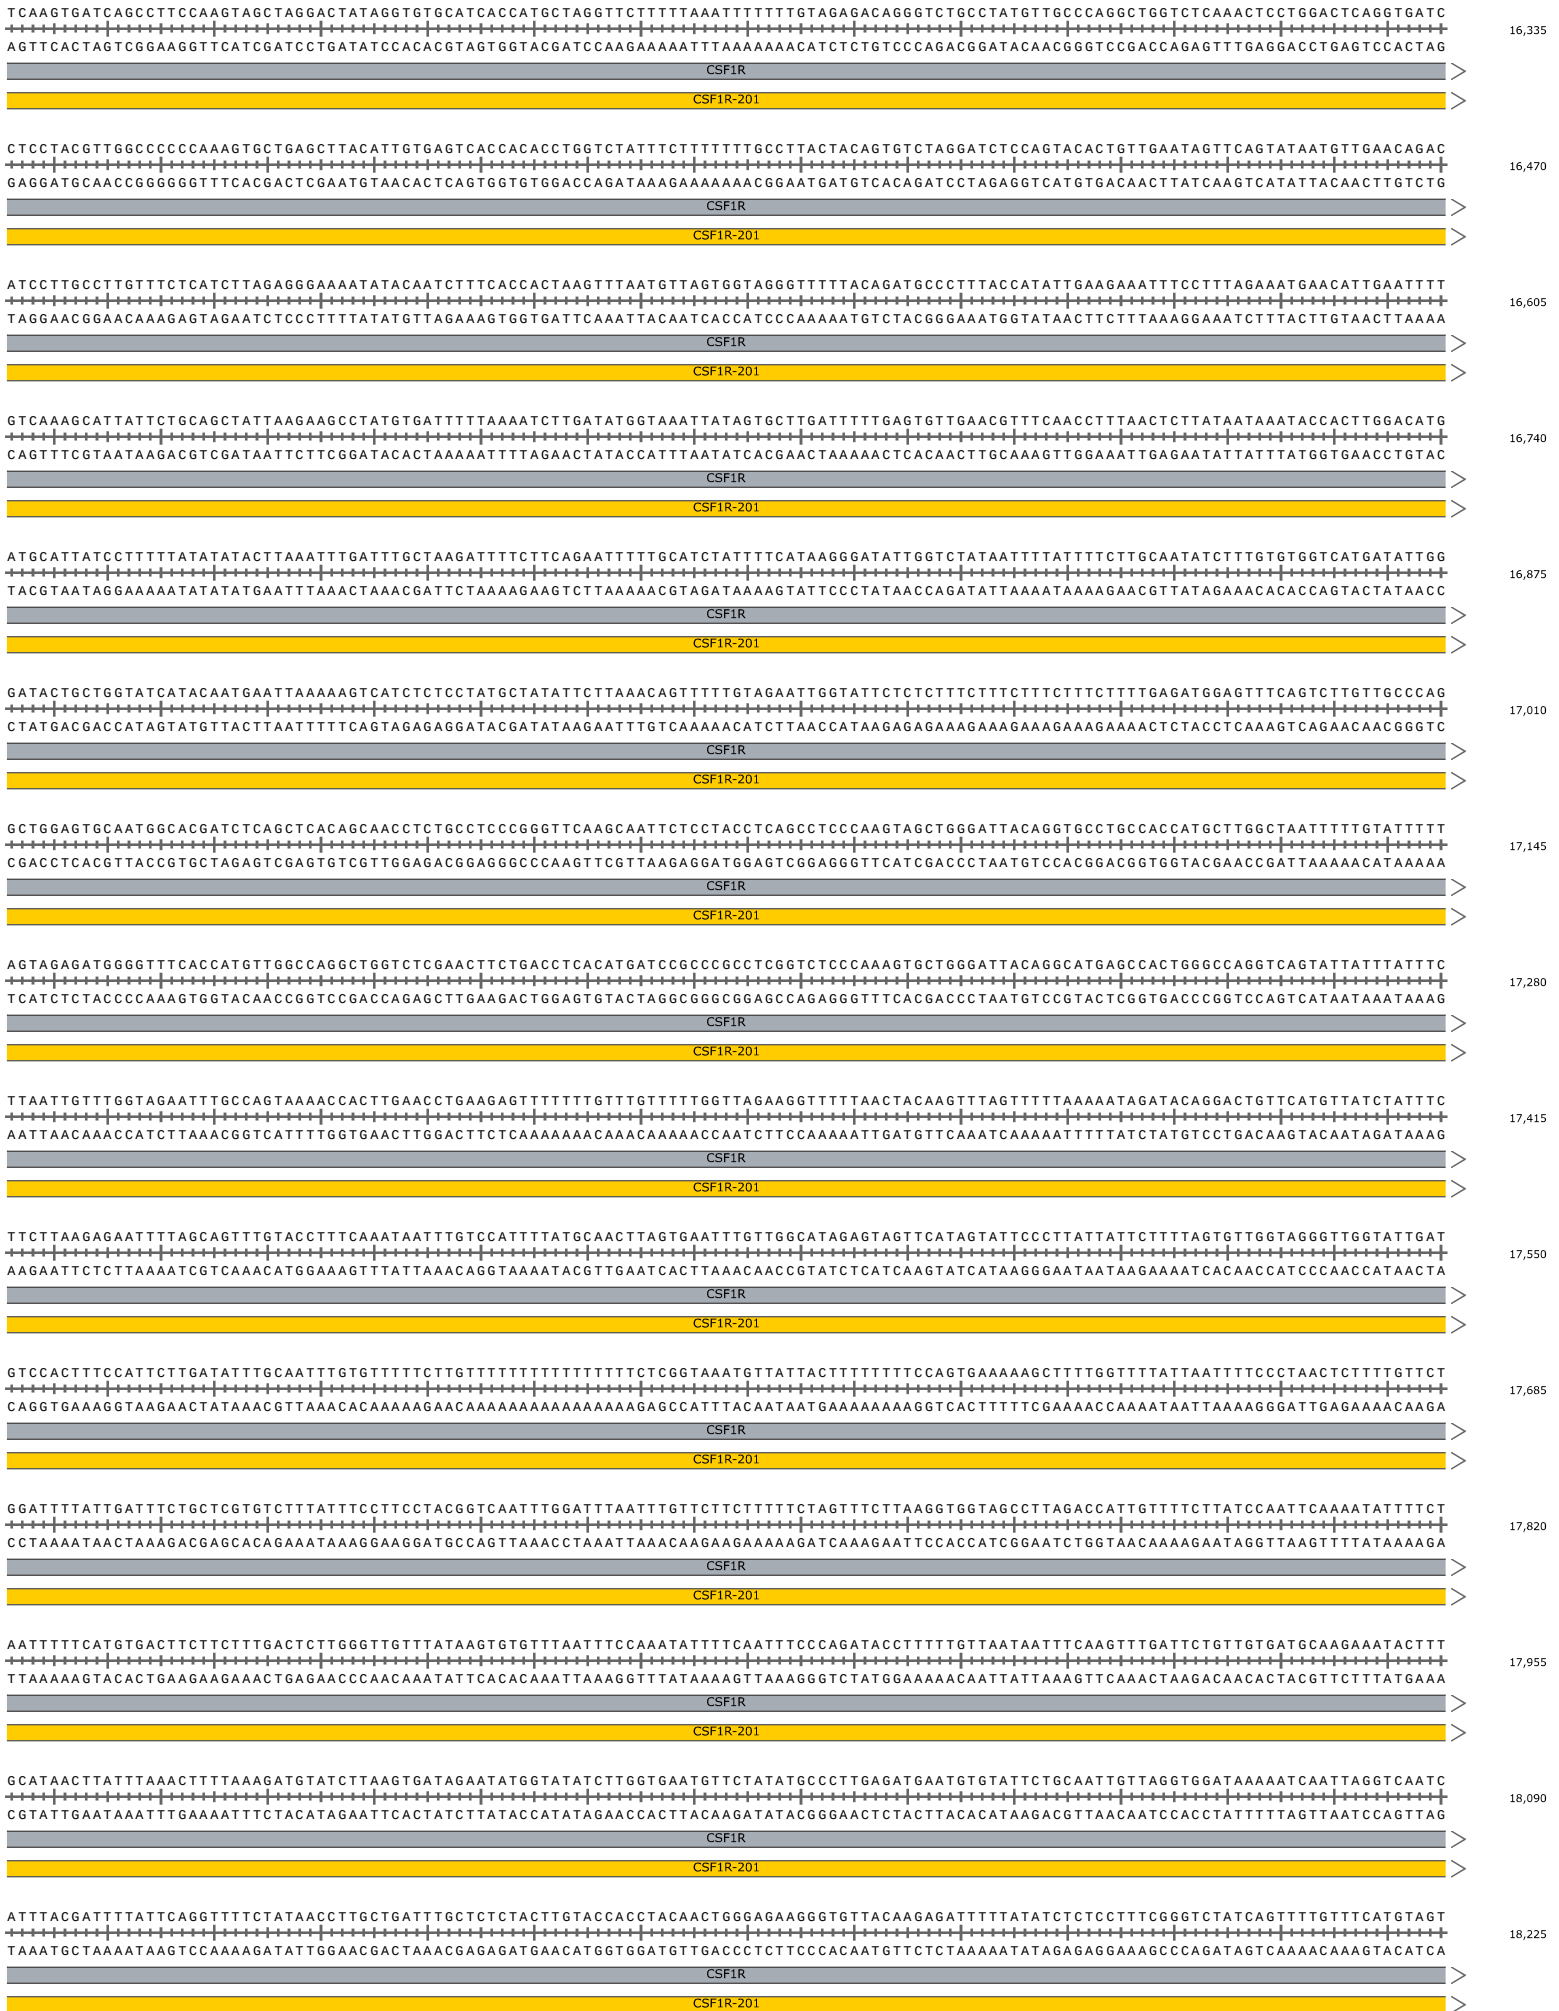 TCAAGTGATCAGCCTTCCAAGTAGCTAGGACTATAGGTGTGCATCACCATGCTAGGTTCTTTTTAAATTTTTTTGTAGAGACAGGGTCTGCCTATGTTGCCCAGGCTGGTCTCAAACTCCTGGACTCAGGTGATC
16,335
AGTTCACTAGTCGGAAGGTTCATCGATCCTGATATCCACACGTAGTGGTACGATCCAAGAAAAATTTAAAAAAACATCTCTGTCCCAGACGGATACAACGGGTCCGACCAGAGTTTGAGGACCTGAGTCCACTAG
CSF1R
CSF1R-201
CTCCTACGTTGGCCCCCCAAAGTGCTGAGCTTACATTGTGAGTCACCACACCTGGTCTATTTCTTTTTTTGCCTTACTACAGTGTCTAGGATCTCCAGTACACTGTTGAATAGTTCAGTATAATGTTGAACAGAC
16,470
GAGGATGCAACCGGGGGGTTTCACGACTCGAATGTAACACTCAGTGGTGTGGACCAGATAAAGAAAAAAACGGAATGATGTCACAGATCCTAGAGGTCATGTGACAACTTATCAAGTCATATTACAACTTGTCTG
CSF1R
CSF1R-201
ATCCTTGCCTTGTTTCTCATCTTAGAGGGAAAATATACAATCTTTCACCACTAAGTTTAATGTTAGTGGTAGGGTTTTTACAGATGCCCTTTACCATATTGAAGAAATTTCCTTTAGAAATGAACATTGAATTTT
16,605
TAGGAACGGAACAAAGAGTAGAATCTCCCTTTTATATGTTAGAAAGTGGTGATTCAAATTACAATCACCATCCCAAAAATGTCTACGGGAAATGGTATAACTTCTTTAAAGGAAATCTTTACTTGTAACTTAAAA
CSF1R
CSF1R-201
GTCAAAGCATTATTCTGCAGCTATTAAGAAGCCTATGTGATTTTTAAAATCTTGATATGGTAAATTATAGTGCTTGATTTTTGAGTGTTGAACGTTTCAACCTTTAACTCTTATAATAAATACCACTTGGACATG
16,740
CAGTTTCGTAATAAGACGTCGATAATTCTTCGGATACACTAAAAATTTTAGAACTATACCATTTAATATCACGAACTAAAAACTCACAACTTGCAAAGTTGGAAATTGAGAATATTATTTATGGTGAACCTGTAC
CSF1R
CSF1R-201
ATGCATTATCCTTTTTATATATACTTAAATTTGATTTGCTAAGATTTTCTTCAGAATTTTTGCATCTATTTTCATAAGGGATATTGGTCTATAATTTTATTTTCTTGCAATATCTTTGTGTGGTCATGATATTGG
16,875
TACGTAATAGGAAAAATATATATGAATTTAAACTAAACGATTCTAAAAGAAGTCTTAAAAACGTAGATAAAAGTATTCCCTATAACCAGATATTAAAATAAAAGAACGTTATAGAAACACACCAGTACTATAACC
CSF1R
CSF1R-201
GATACTGCTGGTATCATACAATGAATTAAAAAGTCATCTCTCCTATGCTATATTCTTAAACAGTTTTTGTAGAATTGGTATTCTCTCTTTCTTTCTTTCTTTTGAGATGGAGTTTCAGTCTTGTTGCCCAG
17,010
CTATGACGACCATAGTATGTTACTTAATTTTTCAGTAGAGAGGATACGATATAAGAATTTGTCAAAAACATCTTAACCATAAGAGAGAAAGAAAGAAAGAAAACTCTACCTCAAAGTCAGAACAACGGGTC
CSF1R
CSF1R-201
GCTGGAGTGCAATGGCACGATCTCAGCTCACAGCAACCTCTGCCTCCCGGGTTCAAGCAATTCTCCTACCTCAGCCTCCCAAGTAGCTGGGATTACAGGTGCCTGCCACCATGCTTGGCTAATTTTTGTATTTTT
17,145
CGACCTCACGTTACCGTGCTAGAGTCGAGTGTCGTTGGAGACGGAGGGCCCAAGTTCGTTAAGAGGATGGAGTCGGAGGGTTCATCGACCCTAATGTCCACGGACGGTGGTACGAACCGATTAAAAACATAAAAA
CSF1R
CSF1R-201
AGTAGAGATGGGGTTTCACCATGTTGGCCAGGCTGGTCTCGAACTTCTGACCTCACATGATCCGCCCGCCTCGGTCTCCCAAAGTGCTGGGATTACAGGCATGAGCCACTGGGCCAGGTCAGTATTATTTATTTC
17,280
TCATCTCTACCCCAAAGTGGTACAACCGGTCCGACCAGAGCTTGAAGACTGGAGTGTACTAGGCGGGCGGAGCCAGAGGGTTTCACGACCCTAATGTCCGTACTCGGTGACCCGGTCCAGTCATAATAAATAAAG
CSF1R
CSF1R-201
TTAATTGTTTGGTAGAATTTGCCAGTAAAACCACTTGAACCTGAAGAGTTTTTTTGTTTGTTTTTGGTTAGAAGGTTTTTAACTACAAGTTTAGTTTTTAAAAATAGATACAGGACTGTTCATGTTATCTATTTC
17,415
AATTAACAAACCATCTTAAACGGTCATTTTGGTGAACTTGGACTTCTCAAAAAAACAAACAAAAACCAATCTTCCAAAAATTGATGTTCAAATCAAAAATTTTTATCTATGTCCTGACAAGTACAATAGATAAAG
CSF1R
CSF1R-201
TTCTTAAGAGAATTTTAGCAGTTTGTACCTTTCAAATAATTTGTCCATTTTATGCAACTTAGTGAATTTGTTGGCATAGAGTAGTTCATAGTATTCCCTTATTATTCTTTTAGTGTTGGTAGGGTTGGTATTGAT
17,550
AAGAATTCTCTTAAAATCGTCAAACATGGAAAGTTTATTAAACAGGTAAAATACGTTGAATCACTTAAACAACCGTATCTCATCAAGTATCATAAGGGAATAATAAGAAAATCACAACCATCCCAACCATAACTA
CSF1R
CSF1R-201
GTCCACTTTCCATTCTTGATATTTGCAATTTGTGTTTTTCTTGTTTTTTTTTTTTTTTTCTCGGTAAATGTTATTACTTTTTTTTCCAGTGAAAAAGCTTTTGGTTTTATTAATTTTCCCTAACTCTTTTGTTCT
17,685
CAGGTGAAAGGTAAGAACTATAAACGTTAAACACAAAAAGAACAAAAAAAAAAAAAAAAGAGCCATTTACAATAATGAAAAAAAAGGTCACTTTTTCGAAAACCAAAATAATTAAAAGGGATTGAGAAAACAAGA
CSF1R
CSF1R-201
GGATTTTATTGATTTCTGCTCGTGTCTTTATTTCCTTCCTACGGTCAATTTGGATTTAATTTGTTCTTCTTTTTCTAGTTTCTTAAGGTGGTAGCCTTAGACCATTGTTTTCTTATCCAATTCAAAATATTTTCT
17,820
CCTAAAATAACTAAAGACGAGCACAGAAATAAAGGAAGGATGCCAGTTAAACCTAAATTAAACAAGAAGAAAAAGATCAAAGAATTCCACCATCGGAATCTGGTAACAAAAGAATAGGTTAAGTTTTATAAAAGA
CSF1R
CSF1R-201
AATTTTTCATGTGACTTCTTCTTTGACTCTTGGGTTGTTTATAAGTGTGTTTAATTTCCAAATATTTTCAATTTCCCAGATACCTTTTTGTTAATAATTTCAAGTTTGATTCTGTTGTGATGCAAGAAATACTTT
17,955
TTAAAAAGTACACTGAAGAAGAAACTGAGAACCCAACAAATATTCACACAAATTAAAGGTTTATAAAAGTTAAAGGGTCTATGGAAAAACAATTATTAAAGTTCAAACTAAGACAACACTACGTTCTTTATGAAA
CSF1R
CSF1R-201
GCATAACTTATTTAAACTTTTAAAGATGTATCTTAAGTGATAGAATATGGTATATCTTGGTGAATGTTCTATATGCCCTTGAGATGAATGTGTATTCTGCAATTGTTAGGTGGATAAAAATCAATTAGGTCAATC
18,090
CGTATTGAATAAATTTGAAAATTTCTACATAGAATTCACTATCTTATACCATATAGAACCACTTACAAGATATACGGGAACTCTACTTACACATAAGACGTTAACAATCCACCTATTTTTAGTTAATCCAGTTAG
CSF1R
CSF1R-201
ATTTACGATTTTATTCAGGTTTTCTATAACCTTGCTGATTTGCTCTCTACTTGTACCACCTACAACTGGGAGAAGGGTGTTACAAGAGATTTTTATATCTCTCCTTTCGGGTCTATCAGTTTTGTTTCATGTAGT
18,225
TAAATGCTAAAATAAGTCCAAAAGATATTGGAACGACTAAACGAGAGATGAACATGGTGGATGTTGACCCTCTTCCCACAATGTTCTCTAAAAATATAGAGAGGAAAGCCCAGATAGTCAAAACAAAGTACATCA
CSF1R
CSF1R-201